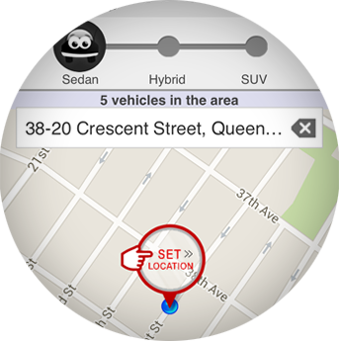 Sedan Hybrid SUV
5 vehicles in the area
38-20 Crescent Street, Queen...
21st
37th Ave
SET »
LOCATION
38th Ave
rd St
St